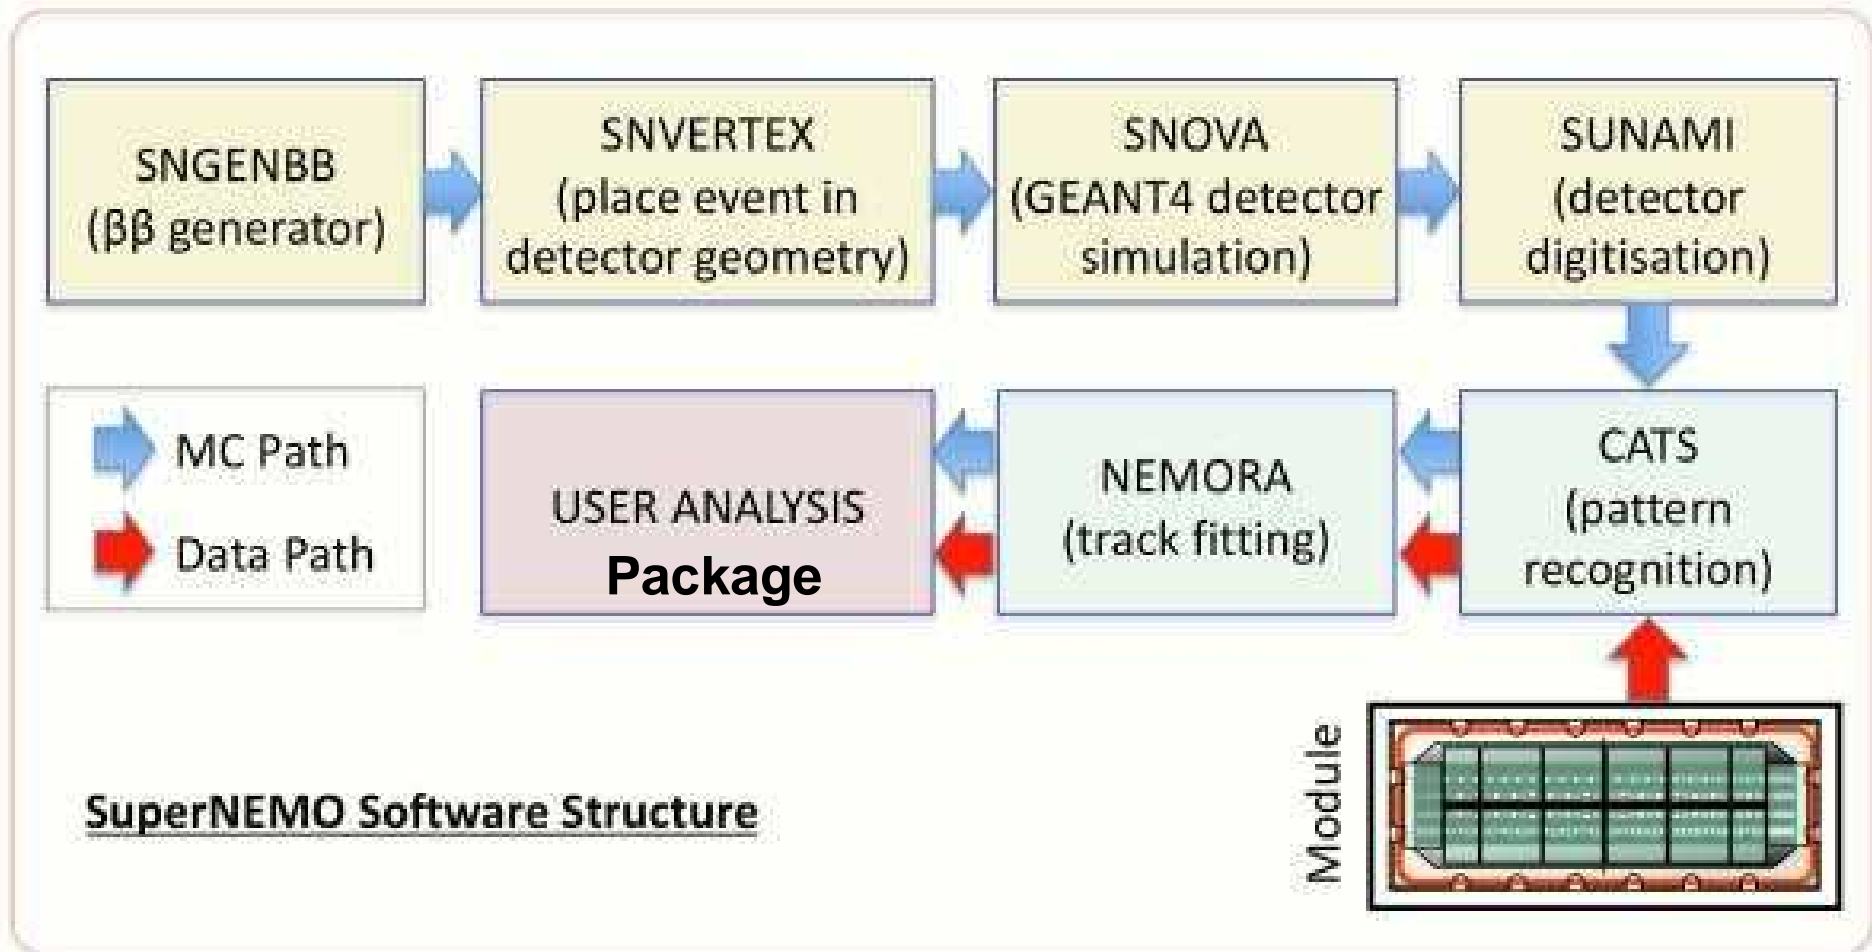 SNGENBB
(ββ generator)
SNVERTEX
(place event in
detector geometry)
SNOVA
(GEANT4 detector
simulation)
SUNAMI
(detector
digitisation)
MC Path
Data Path
USER ANALYSIS
Package
NEMORA
(track fitting)
CATS
(pattern
recognition)
SuperNEMO Software Structure
Module